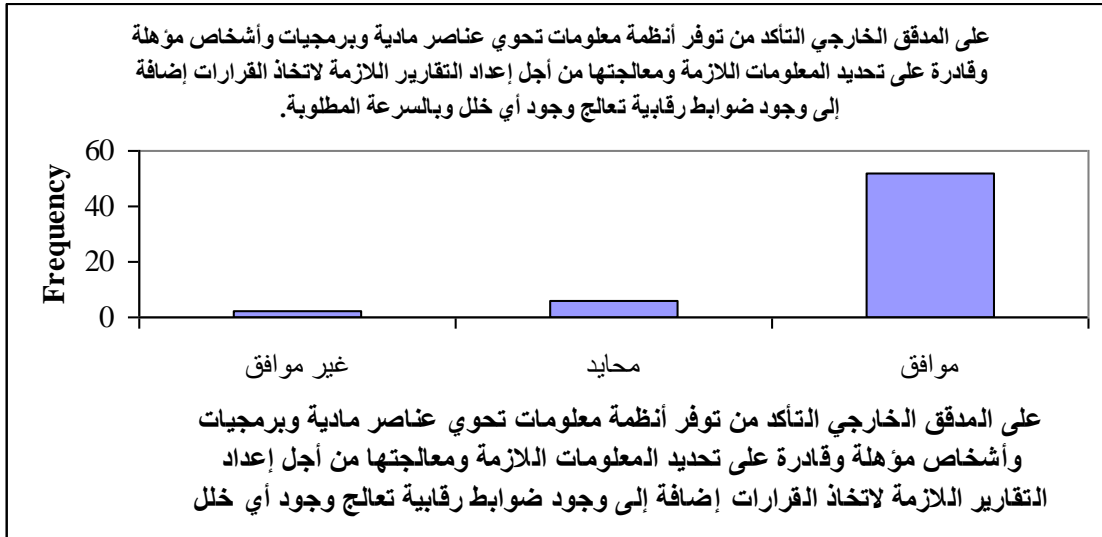 على المدقق الخارجي التأكد من توفر أنظمة معلومات تحوي عناصر مادية وبرمجيات وأشخاص مؤهلة
وقادرة على تحديد المعلومات اللازمة ومعالجتها من أجل إعداد التقارير اللازمة لاتخاذ القرارات إضافة
إلى وجود ضوابط رقابية تعالج وجود أي خلل وبالسرعة المطلوبة.
Frequency
60
40
20
0
غير موافق
محايد
موافق
على المدقق الخارجي التأكد من توفر أنظمة معلومات تحوي عناصر مادية وبرمجيات
وأشخاص مؤهلة وقادرة على تحديد المعلومات اللازمة ومعالجتها من أجل إعداد
التقارير اللازمة لاتخاذ القرارات إضافة إلى وجود ضوابط رقابية تعالج وجود أي خلل